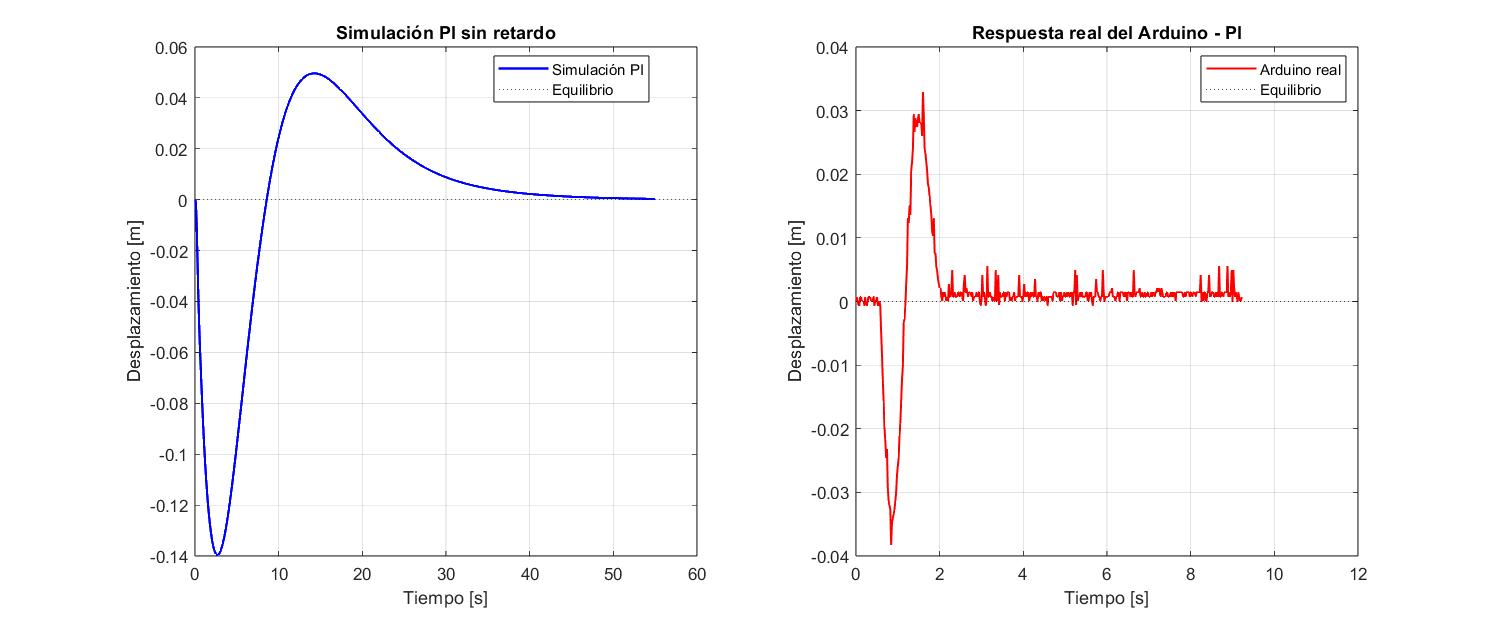 Simulación PI sin retardo
0.06
0.04
0.02
0
-0.02
-0.04
-0.06
-0.08
-0.1
-0.12
-0.14
Desplazamiento [m]
0 10 20 30 40 50 60
Tiempo [s]
Simulación PI
Equilibrio
Respuesta real del Arduino - PI
0.04
0.03
0.02
0.01
0
-0.01
-0.02
-0.03
-0.04
Desplazamiento [m]
0 2 4 6 8 10 12
Tiempo [s]
Arduino real
Equilibrio